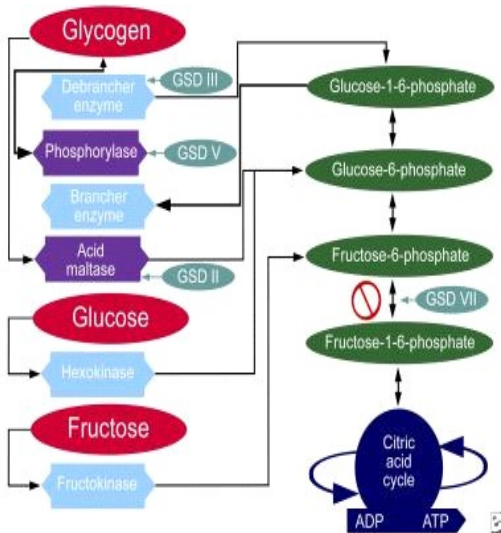 Glycogen
Debrancher
enzyme
GSD III
Phosphorylase
GSD V
Brancher
enzyme
Acid
maltase
GSD II
Glucose
Hexokinase
Fructose
Fructokinase
Glucose-1-6-phosphate
Glucose-6-phosphate
Fructose-6-phosphate
GSD VII
Fructose-1-6-phosphate
Citric
acid
cycle
ADP ATP